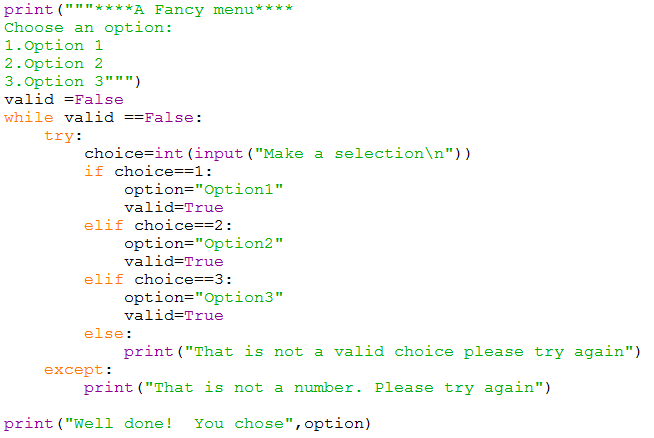 print("""****A Fancy menu****
Choose an option:
1.Option 1
2.Option 2
3.Option 3""")
valid =False
while valid ==False:
    try:
        choice=int(input("Make a selection\n"))
        if choice==1:
            option="Option1"
            valid=True
        elif choice==2:
            option="Option2"
            valid=True
        elif choice==3:
            option="Option3"
            valid=True
        else:
            print("That is not a valid choice please try again")
    except:
        print("That is not a number. Please try again")

print("Well done!  You chose",option)